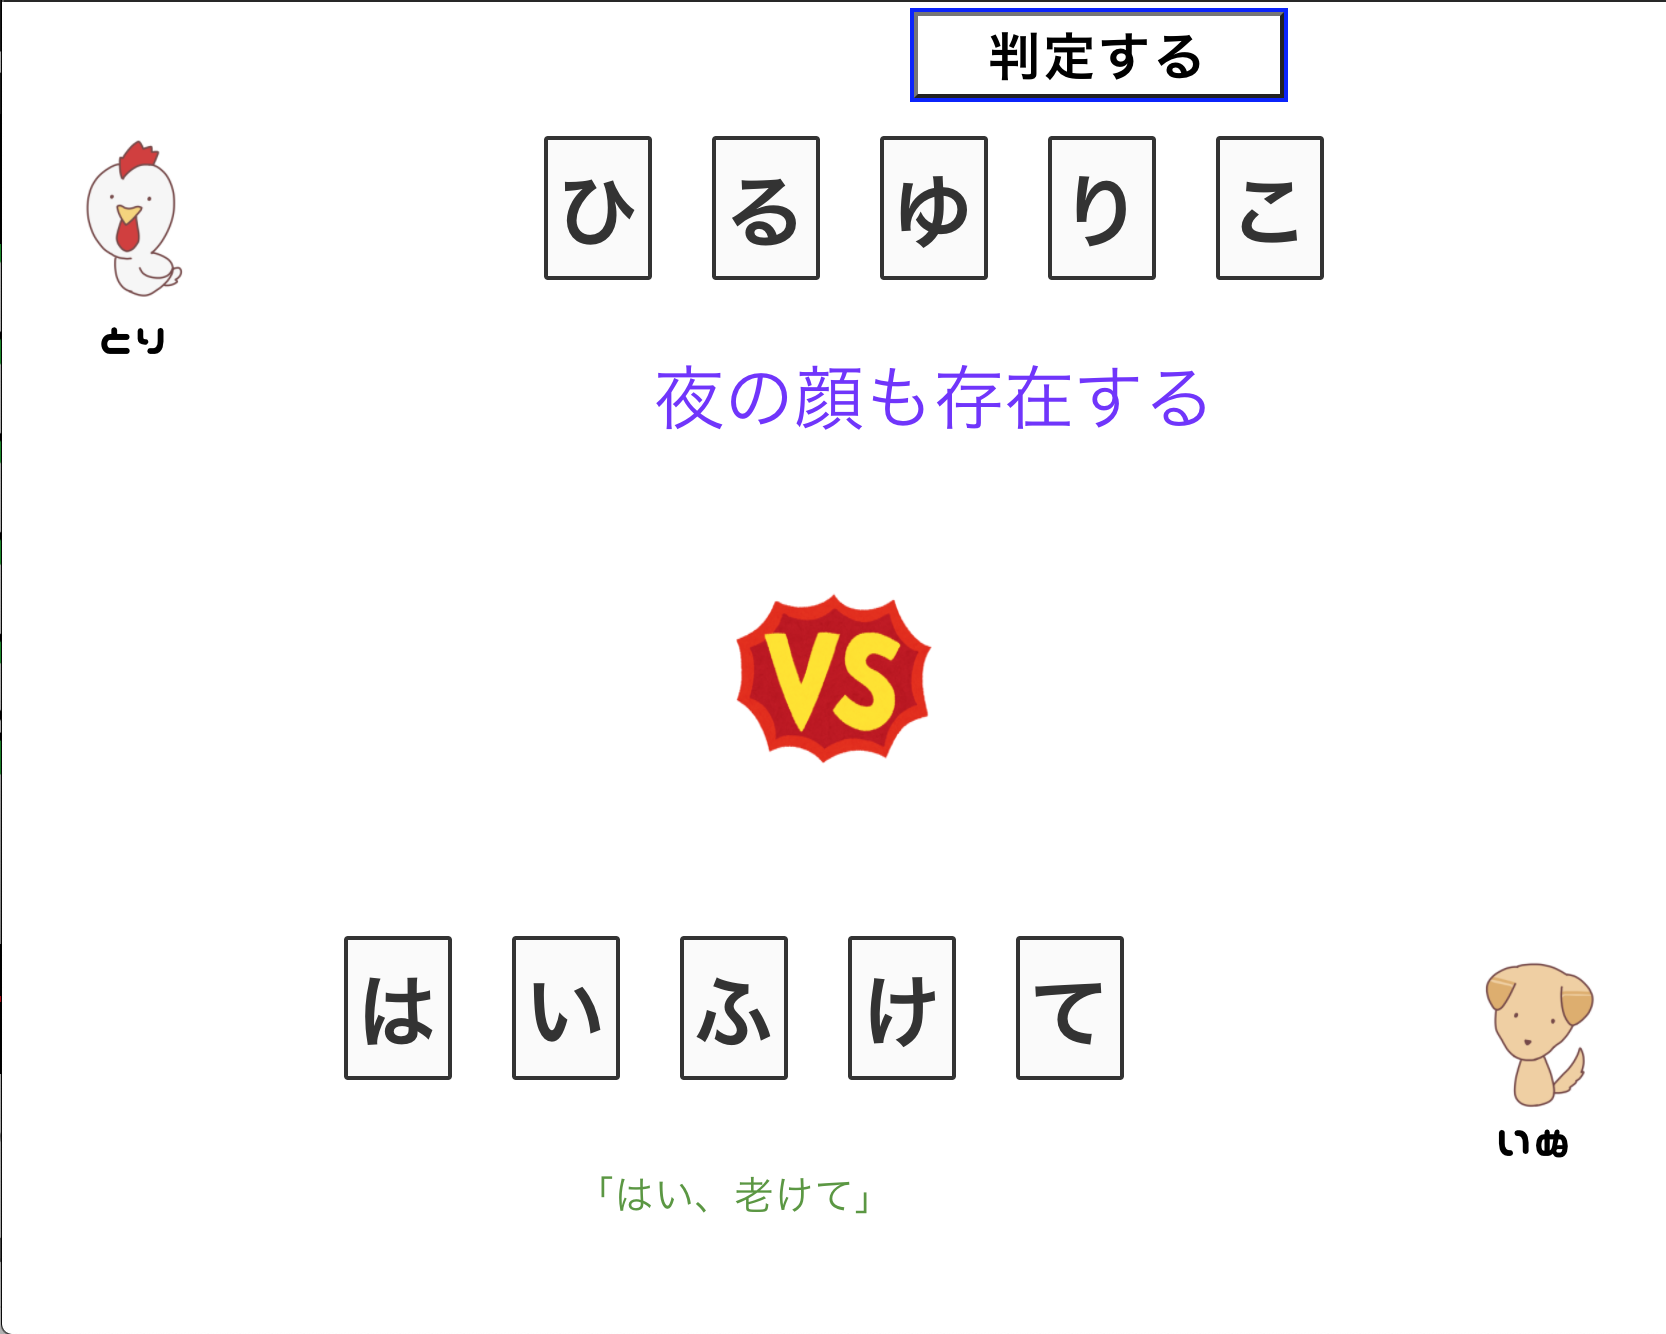 判定する
ひるゆりこ
とり
夜の顔も存在する
VS
はいふけて
いぬ
「はい、老けて」